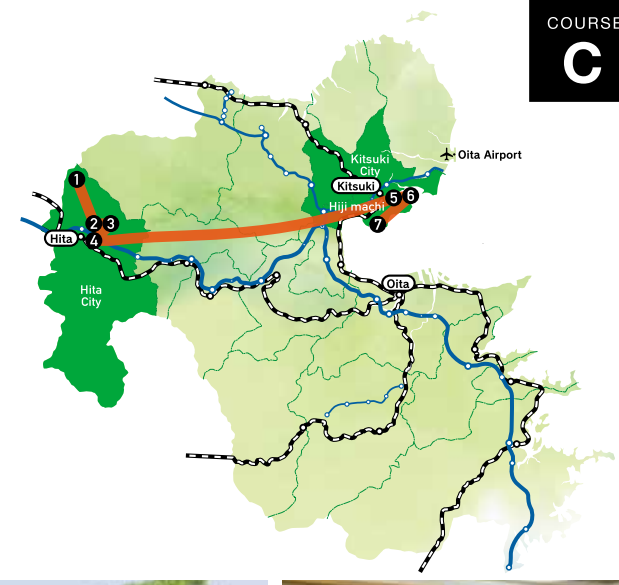 COURSE
C
Oita Airport
Kitsuki
City
Kitsuki
Hiji machi
1
2
3
4
5
6
7
Hita
Hita
City
Oita